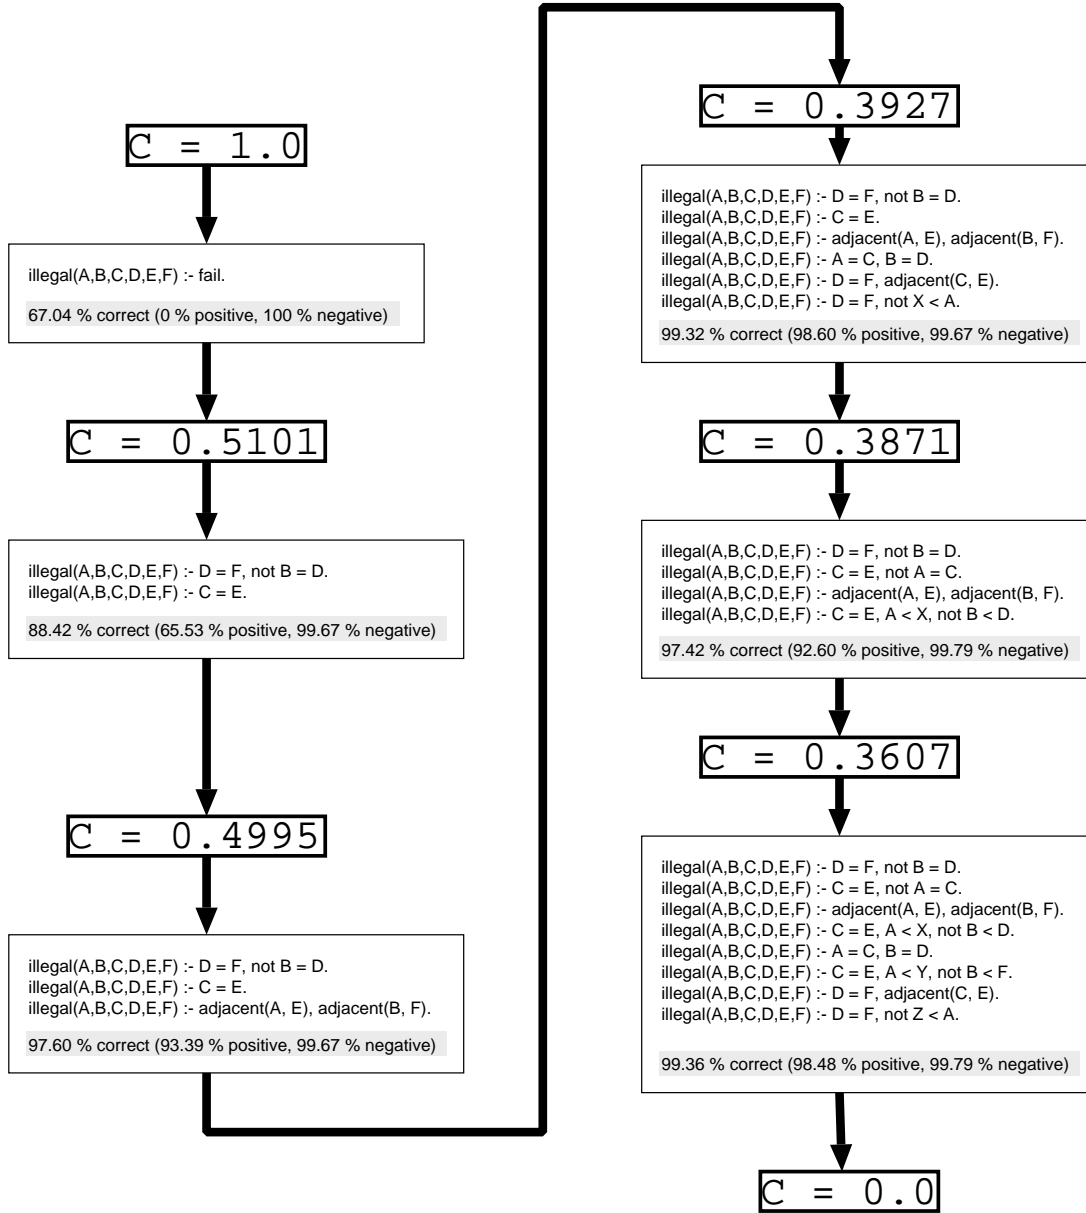 C = 1.0
illegal(A,B,C,D,E,F) :- fail.
67.04 % correct (0 % positive, 100 % negative)
C = 0.5101
illegal(A,B,C,D,E,F) :- D = F, not B = D.
illegal(A,B,C,D,E,F) :- C = E.
88.42 % correct (65.53 % positive, 99.67 % negative)
C = 0.4995
illegal(A,B,C,D,E,F) :- D = F, not B = D.
illegal(A,B,C,D,E,F) :- C = E.
illegal(A,B,C,D,E,F) :- adjacent(A, E), adjacent(B, F).
97.60 % correct (93.39 % positive, 99.67 % negative)
C = 0.3927
illegal(A,B,C,D,E,F) :- D = F, not B = D.
illegal(A,B,C,D,E,F) :- C = E.
illegal(A,B,C,D,E,F) :- adjacent(A, E), adjacent(B, F).
illegal(A,B,C,D,E,F) :- A = C, B = D.
illegal(A,B,C,D,E,F) :- D = F, adjacent(C, E).
illegal(A,B,C,D,E,F) :- D = F, not X < A.
99.32 % correct (98.60 % positive, 99.67 % negative)
C = 0.3871
illegal(A,B,C,D,E,F) :- D = F, not B = D.
illegal(A,B,C,D,E,F) :- C = E, not A = C.
illegal(A,B,C,D,E,F) :- adjacent(A, E), adjacent(B, F).
illegal(A,B,C,D,E,F) :- C = E, A < X, not B < D.
97.42 % correct (92.60 % positive, 99.79 % negative)
C = 0.3607
illegal(A,B,C,D,E,F) :- D = F, not B = D.
illegal(A,B,C,D,E,F) :- C = E, not A = C.
illegal(A,B,C,D,E,F) :- adjacent(A, E), adjacent(B, F).
illegal(A,B,C,D,E,F) :- C = E, A < X, not B < D.
illegal(A,B,C,D,E,F) :- A = C, B = D.
illegal(A,B,C,D,E,F) :- C = E, A < Y, not B < F.
illegal(A,B,C,D,E,F) :- D = F, adjacent(C, E).
illegal(A,B,C,D,E,F) :- D = F, not Z < A.
99.36 % correct (98.48 % positive, 99.79 % negative)
C = 0.0